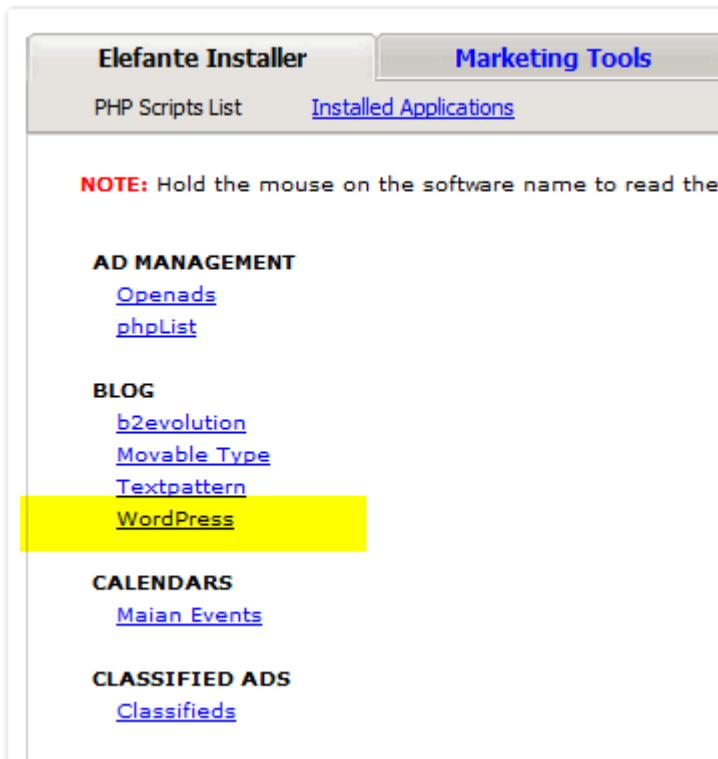 Elefante Installer Marketing Tools
PHP Scripts List Installed Applications
NOTE: Hold the mouse on the software name to read the
AD MANAGEMENT
Openads
phpList
BLOG
b2evolution
Movable Type
Textpattern
WordPress
CALENDARS
Maian Events
CLASSIFIED ADS
Classifieds